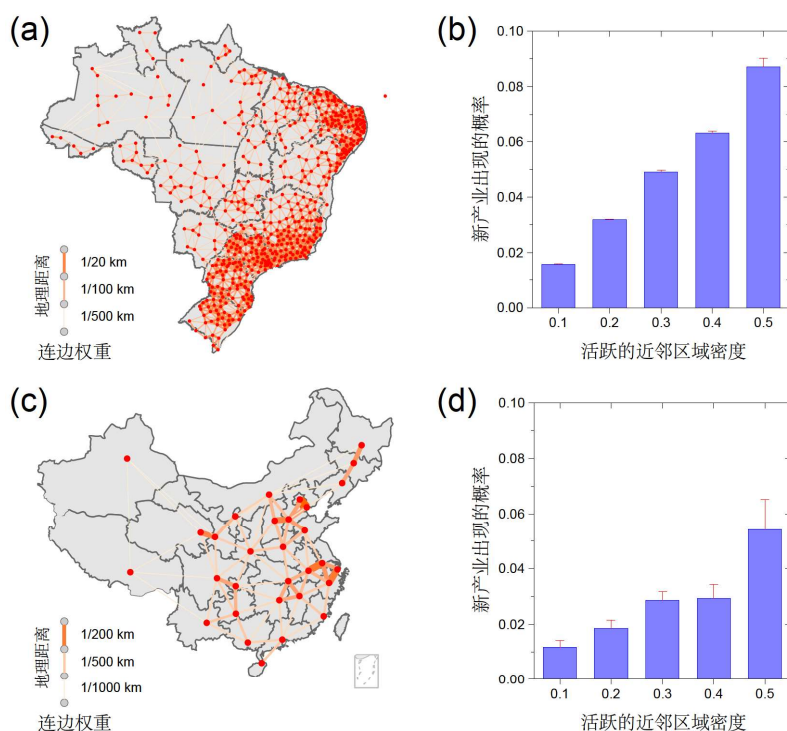 (a)
地理距离
1/20 km
1/100 km
1/500 km
连边权重
(b)
新产业出现的概率
0.10
0.08
0.06
0.04
0.02
0.00
0.1 0.2 0.3 0.4 0.5
活跃的近邻区域密度
(c)
地理距离
1/200 km
1/500 km
1/1000 km
连边权重
(d)
新产业出现的概率
0.10
0.08
0.06
0.04
0.02
0.00
0.1 0.2 0.3 0.4 0.5
活跃的近邻区域密度